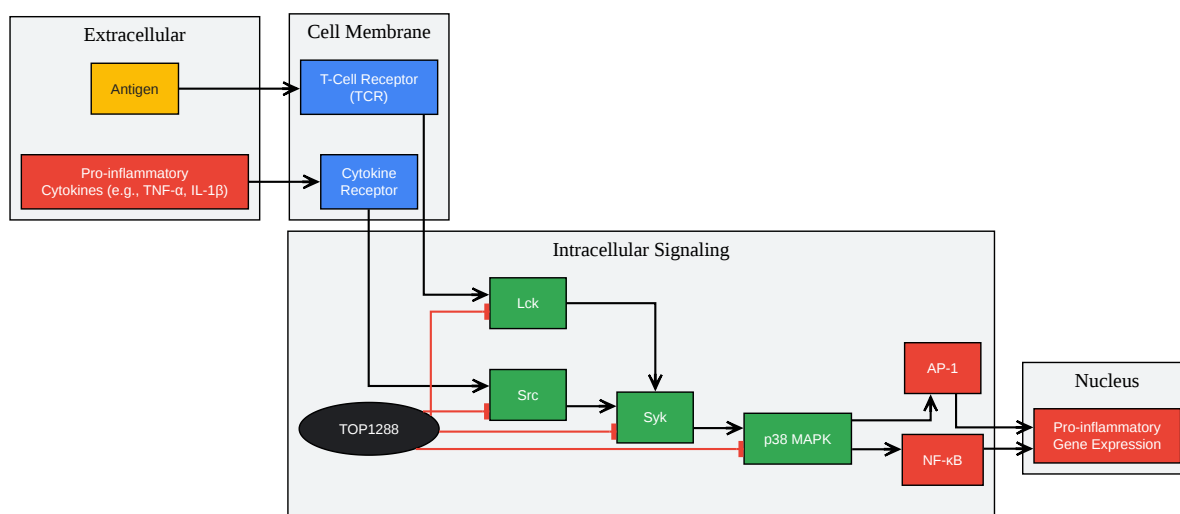 Extracellular
Cell Membrane
Antigen
T-Cell Receptor
(TCR)
Pro-inflammatory
Cytokines (e.g., TNF-α, IL-1β)
Cytokine
Receptor
Intracellular Signaling
Lck
Src
Syk
TOP1288
p38 MAPK
AP-1
NF-κB
Nucleus
Pro-inflammatory
Gene Expression